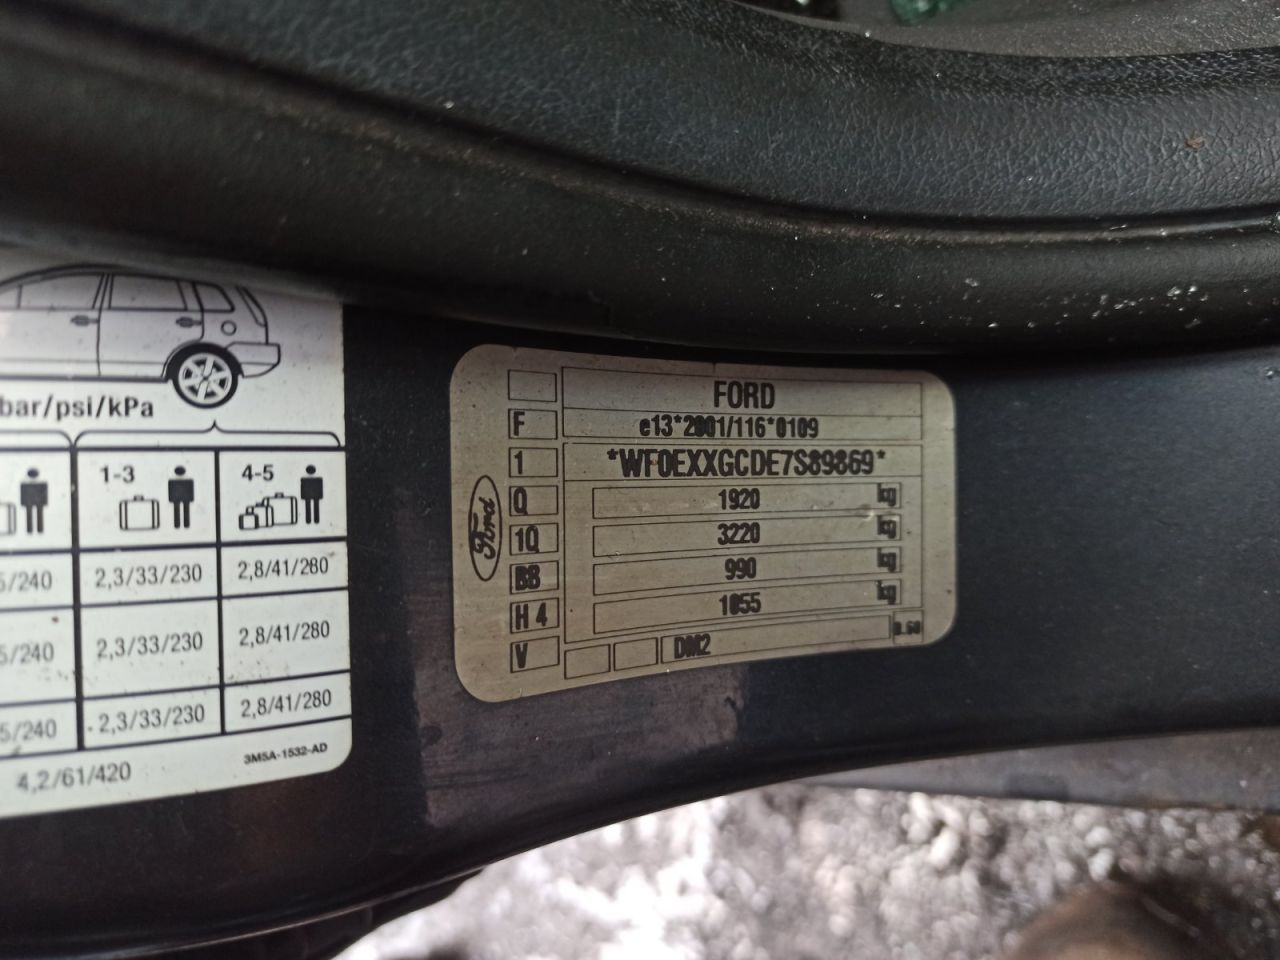 bar/psi/kPa
1-3
4-5
5/240
2,3/33/230
2,8/41/280
5/240
2,3/33/230
2,8/41/280
5/240
2,3/33/230
2,8/41/280
4,2/61/420
3M5A-1532-AD
Ford
FORD
F e13*2001/116*0109
1 *WF0EXXGCDE7S89869*
Q 1920 kg
1Q 3220 kg
BB 990 kg
H 4 1055 kg
V DM2 0.60